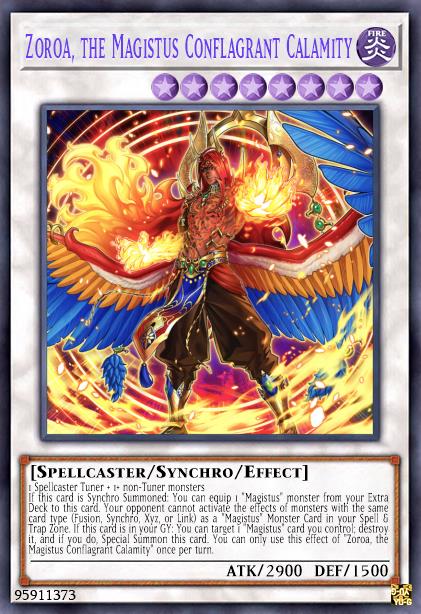 Zoroa, the Magistus Conflagrant Calamity
FIRE
炎
[Spellcaster/Synchro/Effect]
1 Spellcaster Tuner + 1+ non-Tuner monsters
If this card is Synchro Summoned: You can equip 1 "Magistus" monster from your Extra
Deck to this card. Your opponent cannot activate the effects of monsters with the same
card type (Fusion, Synchro, Xyz, or Link) as a "Magistus" Monster Card in your Spell &
Trap Zone. If this card is in your GY: You can target 1 "Magistus" card you control; destroy
it, and if you do, Special Summon this card. You can only use this effect of "Zoroa, the
Magistus Conflagrant Calamity" once per turn.
ATK/2900 DEF/1500
95911373